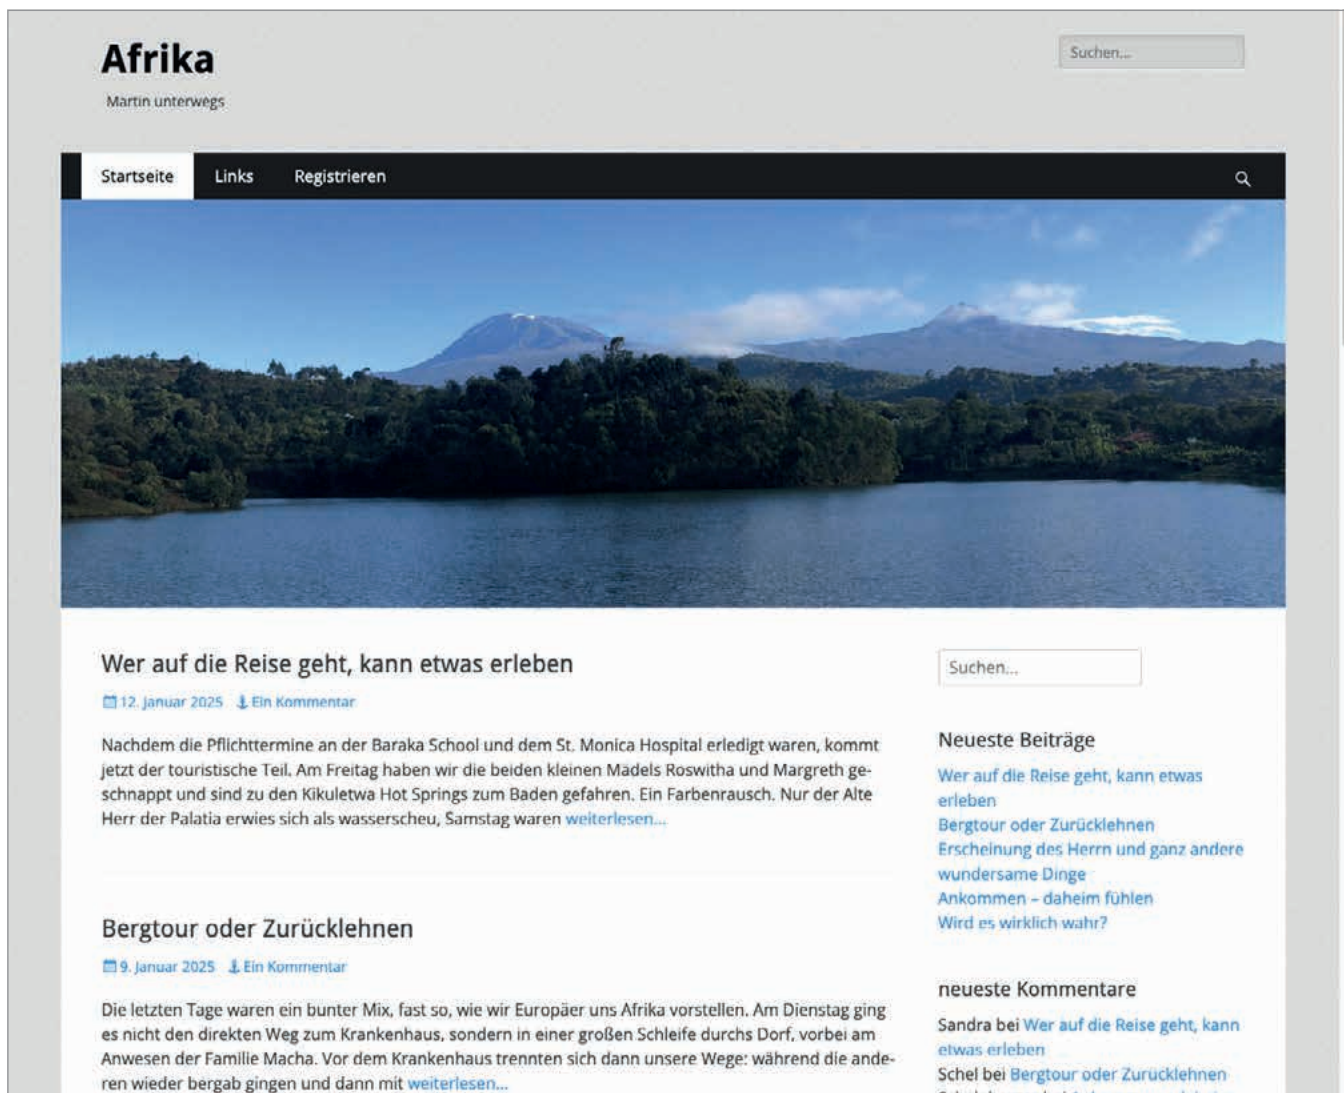 Afrika
Suchen...
Martin unterwegs
Startseite Links Registrieren
Wer auf die Reise geht, kann etwas erleben
12. Januar 2025 Ein Kommentar
Nachdem die Pflichttermine an der Baraka School und dem St. Monica Hospital erledigt waren, kommt
jetzt der touristische Teil. Am Freitag haben wir die beiden kleinen Mädels Roswitha und Margreth ge-
schnappt und sind zu den Kikuletwa Hot Springs zum Baden gefahren. Ein Farbenrausch. Nur der Alte
Herr der Palatia erwies sich als wasserscheu, Samstag waren weiterlesen...
Bergtour oder Zurücklehnen
9. Januar 2025 Ein Kommentar
Die letzten Tage waren ein bunter Mix, fast so, wie wir Europäer uns Afrika vorstellen. Am Dienstag ging
es nicht den direkten Weg zum Krankenhaus, sondern in einer großen Schleife durchs Dorf, vorbei am
Anwesen der Familie Macha. Vor dem Krankenhaus trennten sich dann unsere Wege: während die ande-
ren wieder bergab gingen und dann mit weiterlesen...
Suchen...
Neueste Beiträge
Wer auf die Reise geht, kann etwas
erleben
Bergtour oder Zurücklehnen
Erscheinung des Herrn und ganz andere
wundersame Dinge
Ankommen – daheim fühlen
Wird es wirklich wahr?
neueste Kommentare
Sandra bei Wer auf die Reise geht, kann
etwas erleben
Schel bei Bergtour oder Zurücklehnen